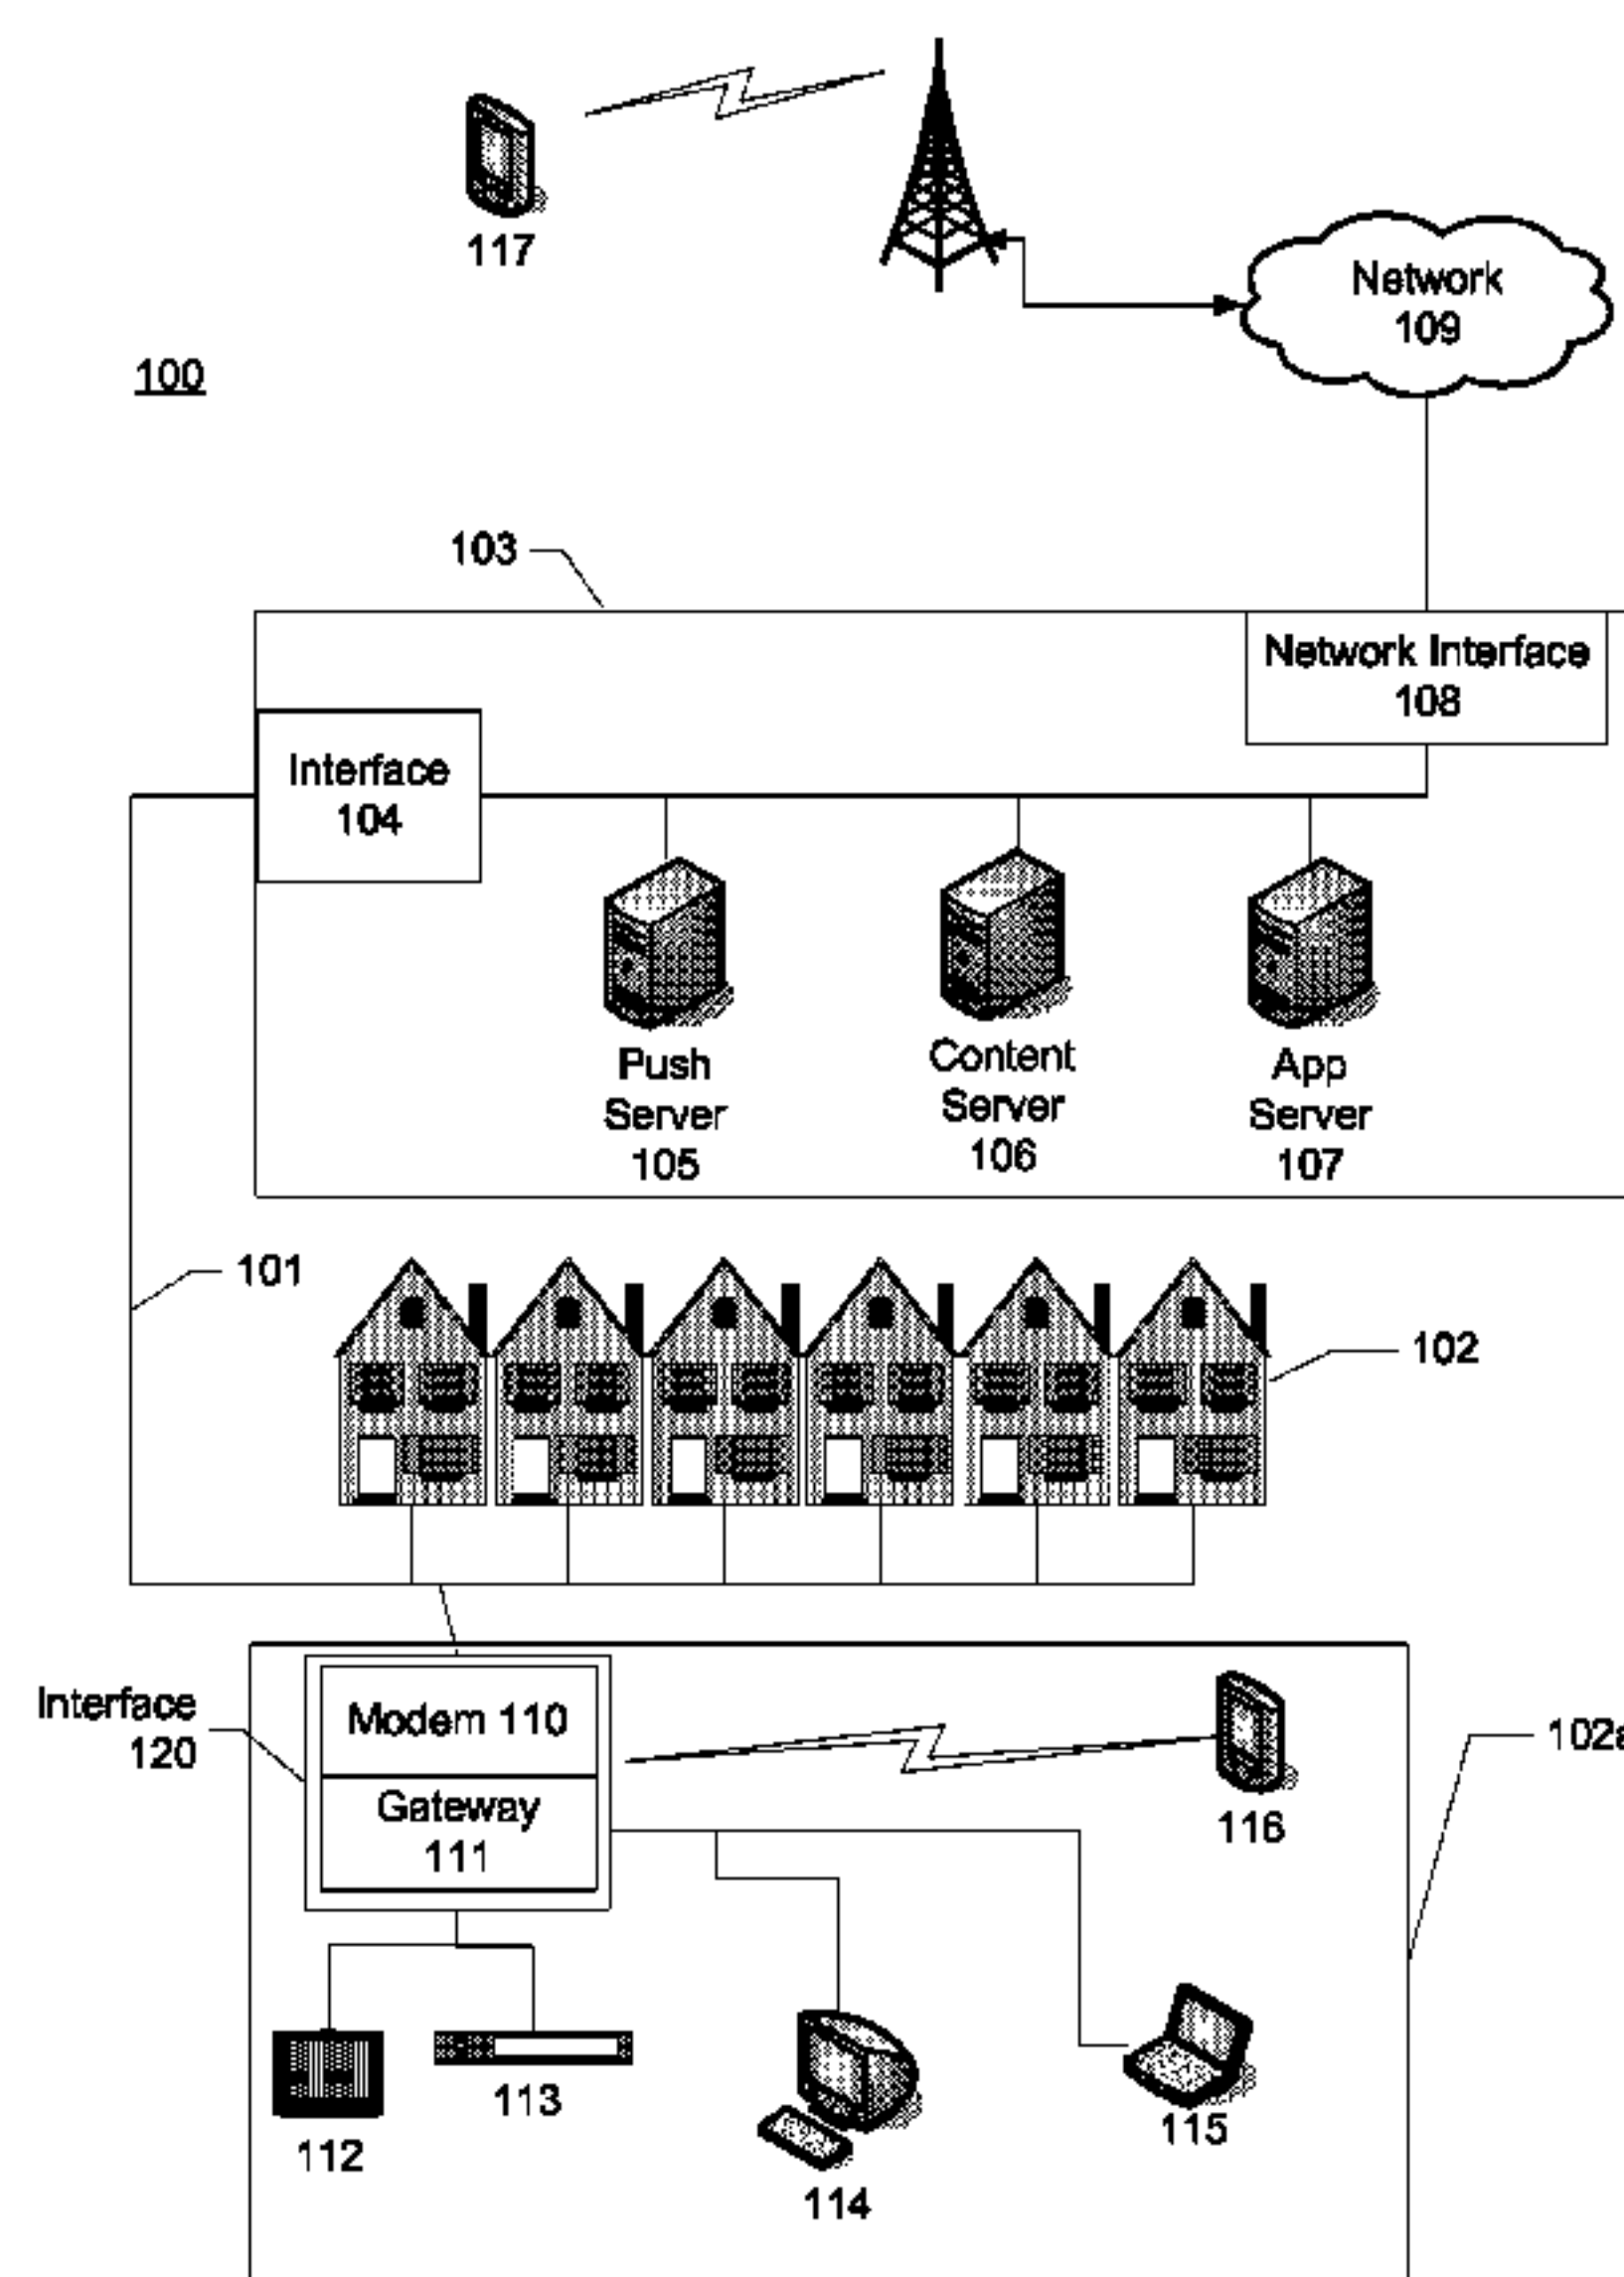 117
Network
109
100
103
Network Interface
108
Interface
104
Push
Server
105
Content
Server
106
App
Server
107
101
102
Interface
120
Modem 110
Gateway
111
116
102a
112
113
114
115